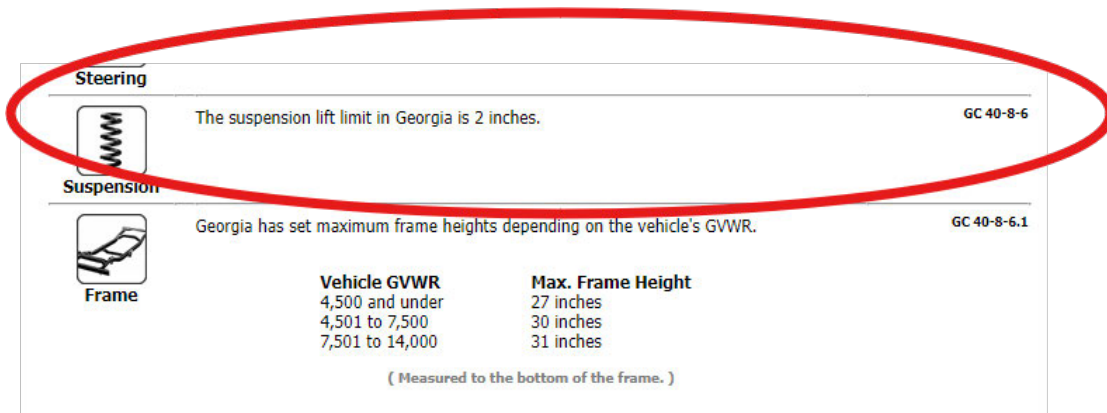 Steering
The suspension lift limit in Georgia is 2 inches. GC 40-8-6
Suspension
Georgia has set maximum frame heights depending on the vehicle's GVWR. GC 40-8-6.1
Frame
Vehicle GVWR Max. Frame Height
4,500 and under 27 inches
4,501 to 7,500 30 inches
7,501 to 14,000 31 inches
( Measured to the bottom of the frame. )